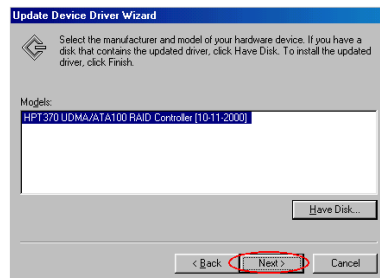 Update Device Driver Wizard
Select the manufacturer and model of your hardware device. If you have a
disk that contains the updated driver, click Have Disk. To install the updated
driver, click Finish.
Models:
HPT370 UDMA/ATA100 RAID Controller [10-11-2000]
Have Disk...
< Back
Next >
Cancel